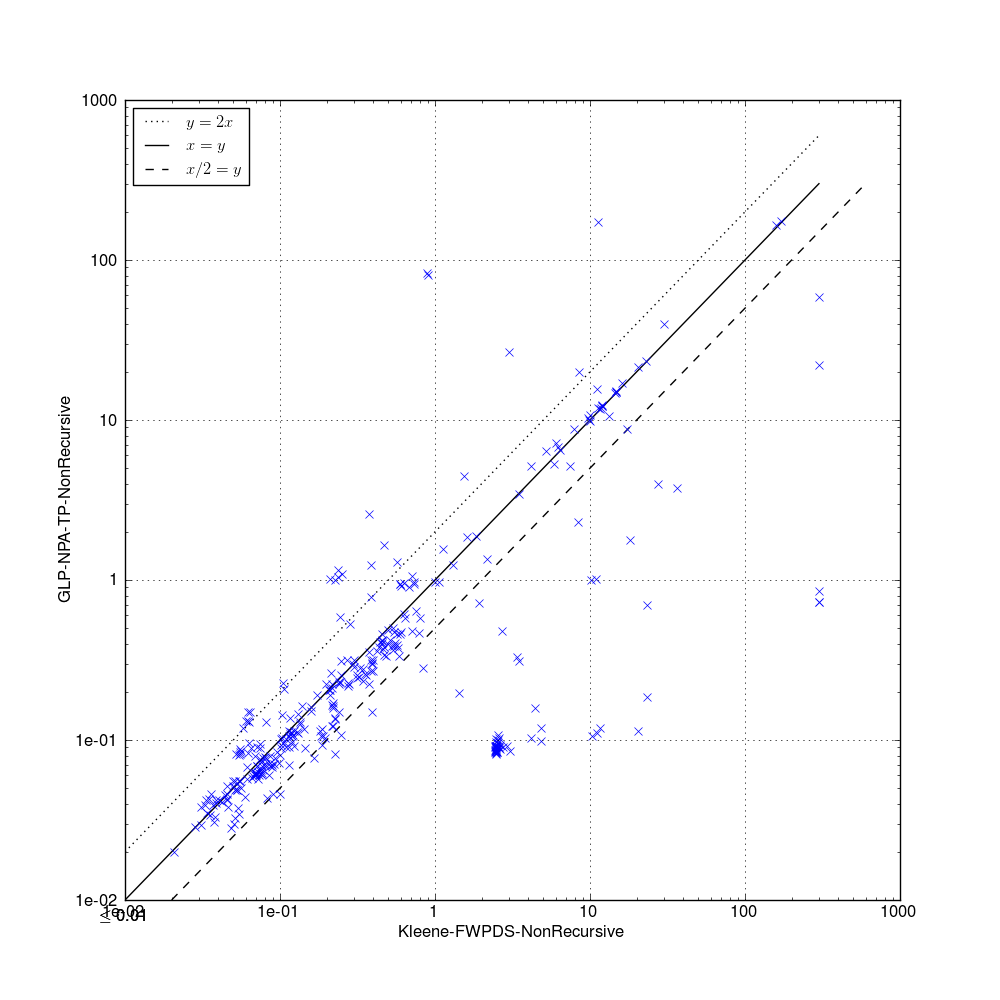 1000
y = 2x
x = y
x/2 = y
100
10
1
1e-01
1e-02
GLP-NPA-TP-NonRecursive
1e-01
1
10
100
1000
Kleene-FWPDS-NonRecursive